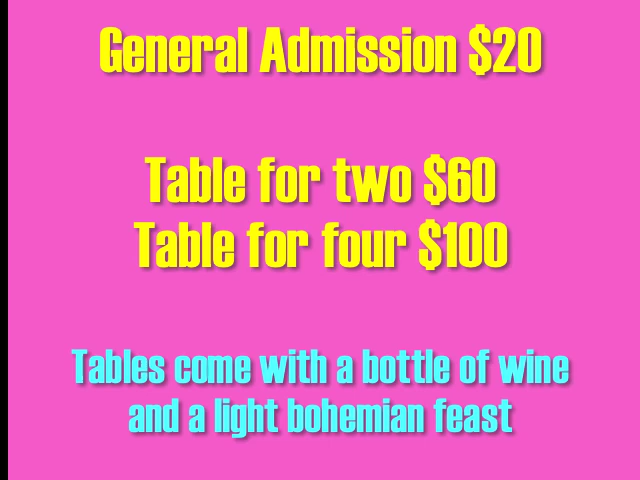 General Admission $20
Table for two $60
Table for four $100
Tables come with a bottle of wine
and a light bohemian feast